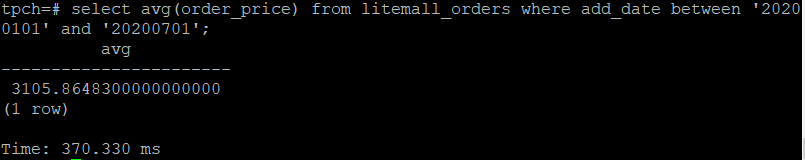 tpch=# select avg(order_price) from litemall_orders where add_date between '2020
0101' and '20200701';
          avg
-----------------------
 3105.8648300000000000
(1 row)

Time: 370.330 ms